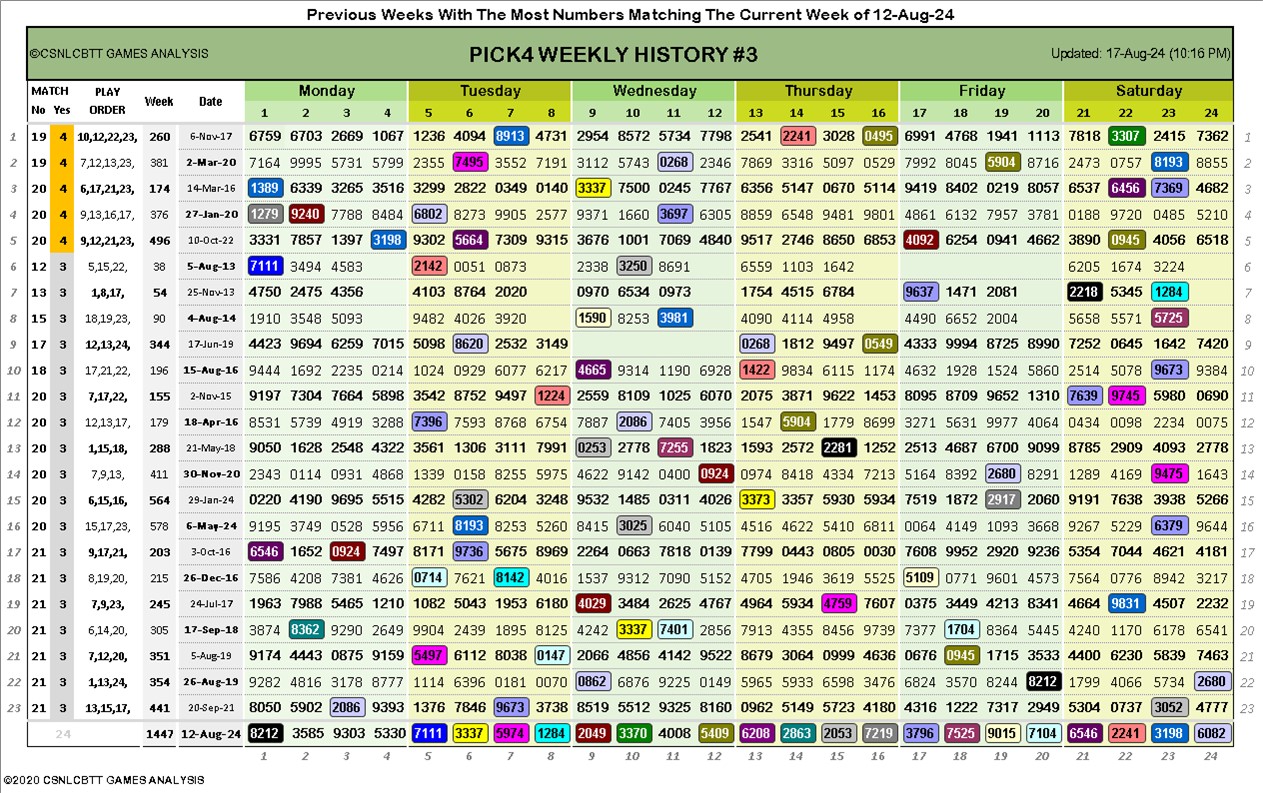 Previous Weeks With The Most Numbers Matching The Current Week of 12-Aug-24
©CSNLCBTT GAMES ANALYSIS PICK4 WEEKLY HISTORY #3 Updated: 17-Aug-24 (10:16 PM)
MATCH PLAY Week Date Monday Tuesday Wednesday Thursday Friday Saturday
No Yes ORDER 1 2 3 4 5 6 7 8 9 10 11 12 13 14 15 16 17 18 19 20 21 22 23 24
1 19 4 10,12,22,23, 260 6-Nov-17 6759 6703 2669 1067 1236 4094 8913 4731 2954 8572 5734 7798 2541 2241 3028 0495 6991 4768 1941 1113 7818 3307 2415 7362 1
2 19 4 7,12,13,23, 381 2-Mar-20 7164 9995 5731 5799 2355 7495 3552 7191 3112 5743 0268 2346 7869 3316 5097 0529 7992 8045 5904 8716 2473 0757 8193 8855 2
3 20 4 6,17,21,23, 174 14-Mar-16 1389 6339 3265 3516 3299 2822 0349 0140 3337 7500 0245 7767 6356 5147 0670 5114 9419 8402 0219 8057 6537 6456 7369 4682 3
4 20 4 9,13,16,17, 376 27-Jan-20 1279 9240 7788 8484 6802 8273 9905 2577 9371 1660 3697 6305 8859 6548 9481 9801 4861 6132 7957 3781 0188 9720 0485 5210 4
5 20 4 9,12,21,23, 496 10-Oct-22 3331 7857 1397 3198 9302 5664 7309 9315 3676 1001 7069 4840 9517 2746 8650 6853 4092 6254 0941 4662 3890 0945 4056 6518 5
6 12 3 5,15,22, 38 5-Aug-13 7111 3494 4583 2142 0051 0873 2338 3250 8691 6559 1103 1642 6205 1674 3224 6
7 13 3 1,8,17, 54 25-Nov-13 4750 2475 4356 4103 8764 2020 0970 6534 0973 1754 4515 6784 9637 1471 2081 2218 5345 1284 7
8 15 3 18,19,23, 90 4-Aug-14 1910 3548 5093 9482 4026 3920 1590 8253 3981 4090 4114 4958 4490 6652 2004 5658 5571 5725 8
9 17 3 12,13,24, 344 17-Jun-19 4423 9694 6259 7015 5098 8620 2532 3149 0268 1812 9497 0549 4333 9994 8725 8990 7252 0645 1642 7420 9
10 18 3 17,21,22, 196 15-Aug-16 9444 1692 2235 0214 1024 0929 6077 6217 4665 9314 1190 6928 1422 9834 6115 1174 4632 1928 1524 5860 2514 5078 9673 9384 10
11 20 3 7,17,22, 155 2-Nov-15 9197 7304 7664 5898 3542 8752 9497 1224 2559 8109 1025 6070 2075 3871 9622 1453 8095 8709 9652 1310 7639 9745 5980 0690 11
12 20 3 12,13,17, 179 18-Apr-16 8531 5739 4919 3288 7396 7593 8768 6754 7887 2086 7405 3956 1547 5904 1779 8699 3271 5631 9977 4064 0434 0098 2234 0075 12
13 20 3 1,15,18, 288 21-May-18 9050 1628 2548 4322 3561 1306 3111 7991 0253 2778 7255 1823 1593 2572 2281 1252 2513 4687 6700 9099 8785 2909 4093 2778 13
14 20 3 7,9,13, 411 30-Nov-20 2343 0114 0931 4868 1339 0158 8255 5975 4622 9142 0400 0924 0974 8418 4334 7213 5164 8392 2680 8291 1289 4169 9475 1643 14
15 20 3 6,15,16, 564 29-Jan-24 0220 4190 9695 5515 4282 5302 6204 3248 9532 1485 0311 4026 3373 3357 5930 5934 7519 1872 2917 2060 9191 7638 3938 5266 15
16 20 3 15,17,23, 578 6-May-24 9195 3749 0528 5956 6711 8193 8253 5260 8415 3025 6040 5105 4516 4622 5410 6811 0064 4149 1093 3668 9267 5229 6379 9644 16
17 21 3 9,17,21, 203 3-Oct-16 6546 1652 0924 7497 8171 9736 5675 8969 2264 0663 7818 0139 7799 0443 0805 0030 7608 9952 2920 9236 5354 7044 4621 4181 17
18 21 3 8,19,20, 215 26-Dec-16 7586 4208 7381 4626 0714 7621 8142 4016 1537 9312 7090 5152 4705 1946 3619 5525 5109 0771 9601 4573 7564 0776 8942 3217 18
19 21 3 7,9,23, 245 24-Jul-17 1963 7988 5465 1210 1082 5043 1953 6180 4029 3484 2625 4767 4964 5934 4759 7607 0375 3449 4213 8341 4664 9831 4507 2232 19
20 21 3 6,14,20, 305 17-Sep-18 3874 8362 9290 2649 9904 2439 1895 8125 4242 3337 7401 2856 7913 4355 8456 9739 7377 1704 8364 5445 4240 1170 6178 6541 20
21 21 3 7,12,20, 351 5-Aug-19 9174 4443 0875 9159 5497 6112 8038 0147 2066 4856 4142 9522 8679 3064 0999 4636 0676 0945 1715 3533 4400 6230 5839 7463 21
22 21 3 1,13,24, 354 26-Aug-19 9282 4816 3178 8777 1114 6396 0181 0070 0862 6876 9225 0149 5965 5933 6598 3476 6824 3570 8244 8212 1799 4066 5734 2680 22
23 21 3 13,15,17, 441 20-Sep-21 8050 5902 2086 9393 1376 7846 9673 3738 8519 5512 9325 8160 0962 5149 5723 4180 4316 1222 7317 2949 5304 0737 3052 4777 23
24 1447 12-Aug-24 8212 3585 9303 5330 7111 3337 5974 1284 2049 3370 4008 5409 6208 2863 2053 7219 3796 7525 9015 7104 6546 2241 3198 6082
1 2 3 4 5 6 7 8 9 10 11 12 13 14 15 16 17 18 19 20 21 22 23 24
©2020 CSNLCBTT GAMES ANALYSIS